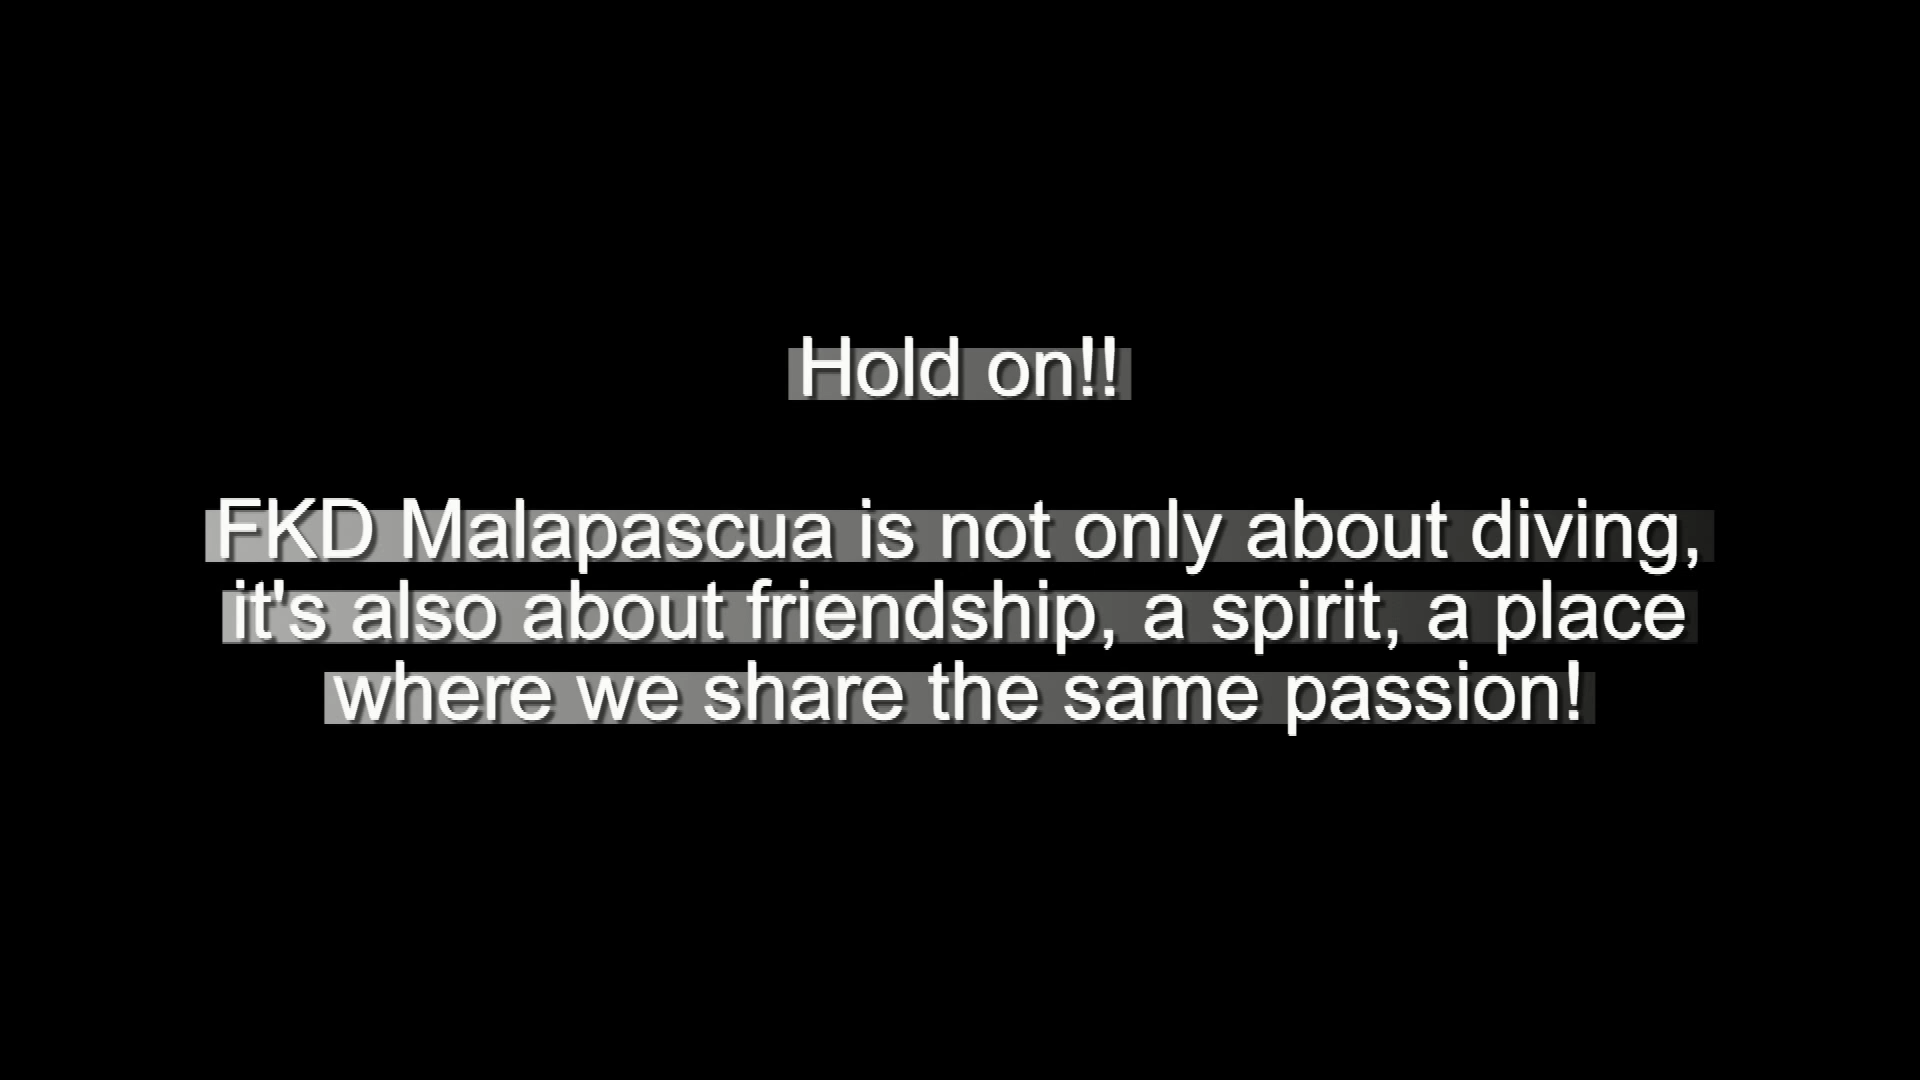 Hold on!!
FKD Malapascua is not only about diving,
it's also about friendship, a spirit, a place
where we share the same passion!